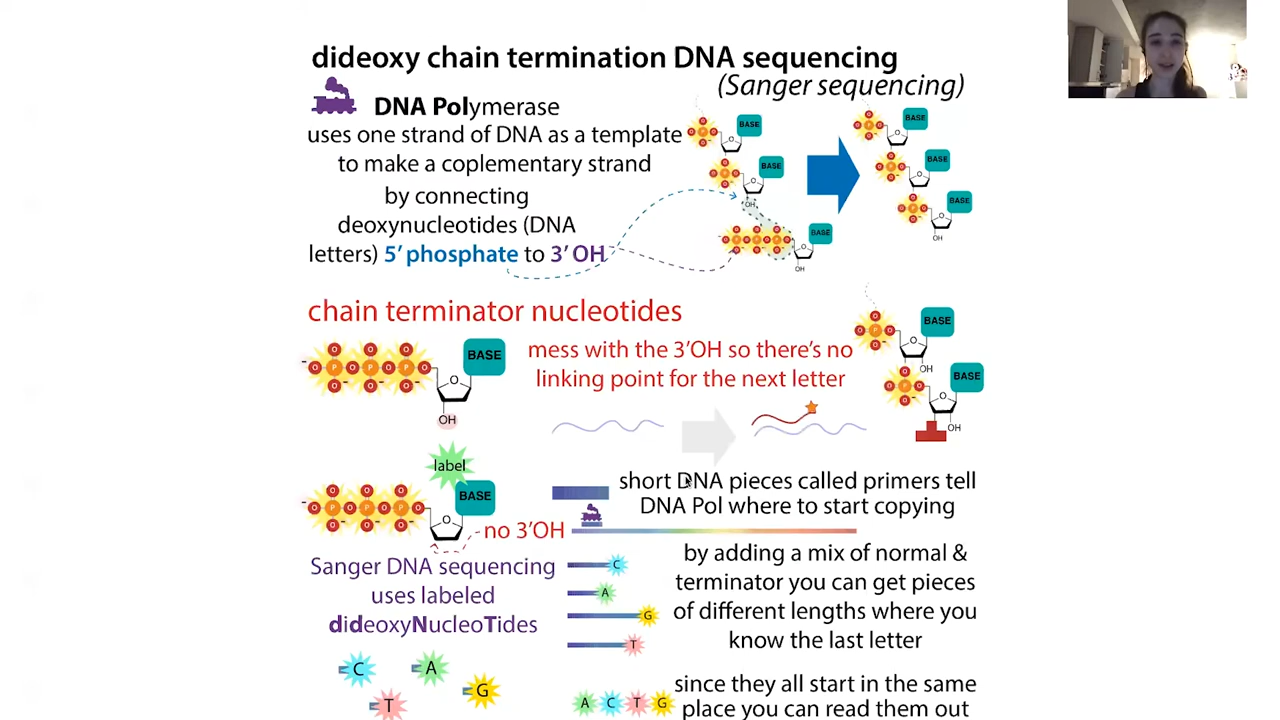 dideoxy chain termination DNA sequencing
(Sanger sequencing)
DNA Polymerase
uses one strand of DNA as a template
to make a coplementary strand
by connecting
deoxynucleotides (DNA
letters) 5’ phosphate to 3’ OH
BASE
BASE
OH
P P P
BASE
OH
BASE
BASE
BASE
OH
chain terminator nucleotides
mess with the 3’OH so there’s no
linking point for the next letter
O O O
O P O P O P O
O O O
BASE
O
OH
BASE
O
OH
BASE
O
OH
label
O O O
O P O P O P O
O O O
BASE
O
no 3’OH
short DNA pieces called primers tell
DNA Pol where to start copying
Sanger DNA sequencing
uses labeled
dideoxyNucleoTides
C
A
G
T
by adding a mix of normal &
terminator you can get pieces
of different lengths where you
know the last letter
C
A
T
G
A C T G
since they all start in the same
place you can read them out